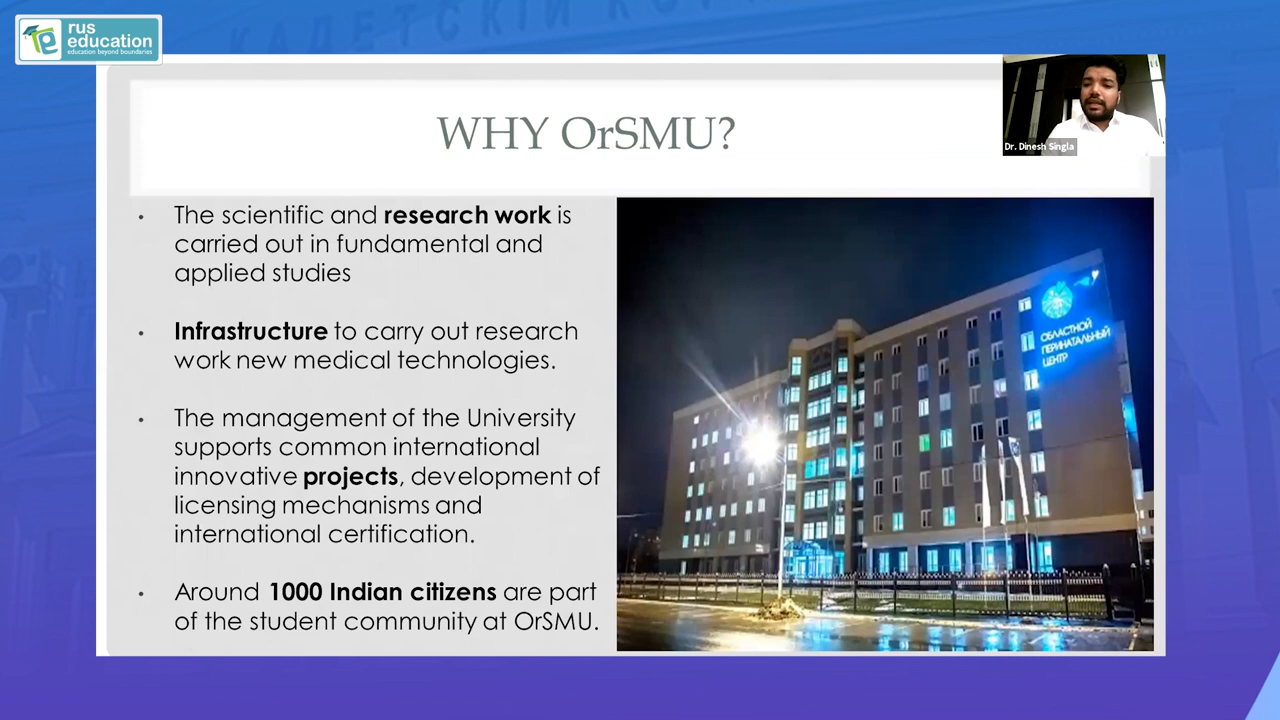 КАДЕТСКІЙ КО
rus
education
education beyond boundaries
WHY OrSMU?
Dr. Dinesh Singla
• The scientific and research work is
carried out in fundamental and
applied studies
• Infrastructure to carry out research
work new medical technologies.
• The management of the University
supports common international
innovative projects, development of
licensing mechanisms and
international certification.
• Around 1000 Indian citizens are part
of the student community at OrSMU.
ОБЛАСТНОЙ
ПЕРИНАТАЛЬНЫЙ
ЦЕНТР